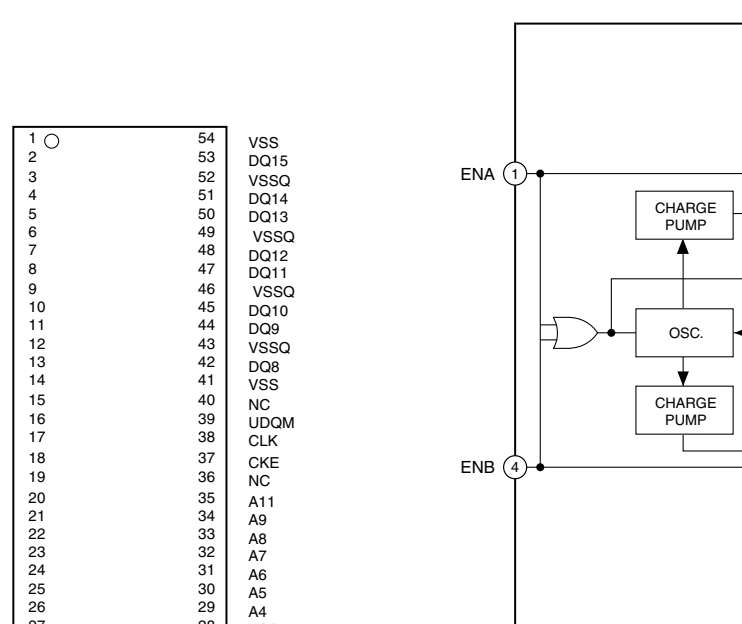 1 54 VSS
2 53 DQ15
3 52 VSSQ
4 51 DQ14
5 50 DQ13
6 49 VSSQ
7 48 DQ12
8 47 DQ11
9 46 VSSQ
10 45 DQ10
11 44 DQ9
12 43 VSSQ
13 42 DQ8
14 41 VSS
15 40 NC
16 39 UDQM
17 38 CLK
18 37 CKE
19 36 NC
20 35 A11
21 34 A9
22 33 A8
23 32 A7
24 31 A6
25 30 A5
26 29 A4
ENA 1
CHARGE
PUMP
OSC.
CHARGE
PUMP
ENB 4